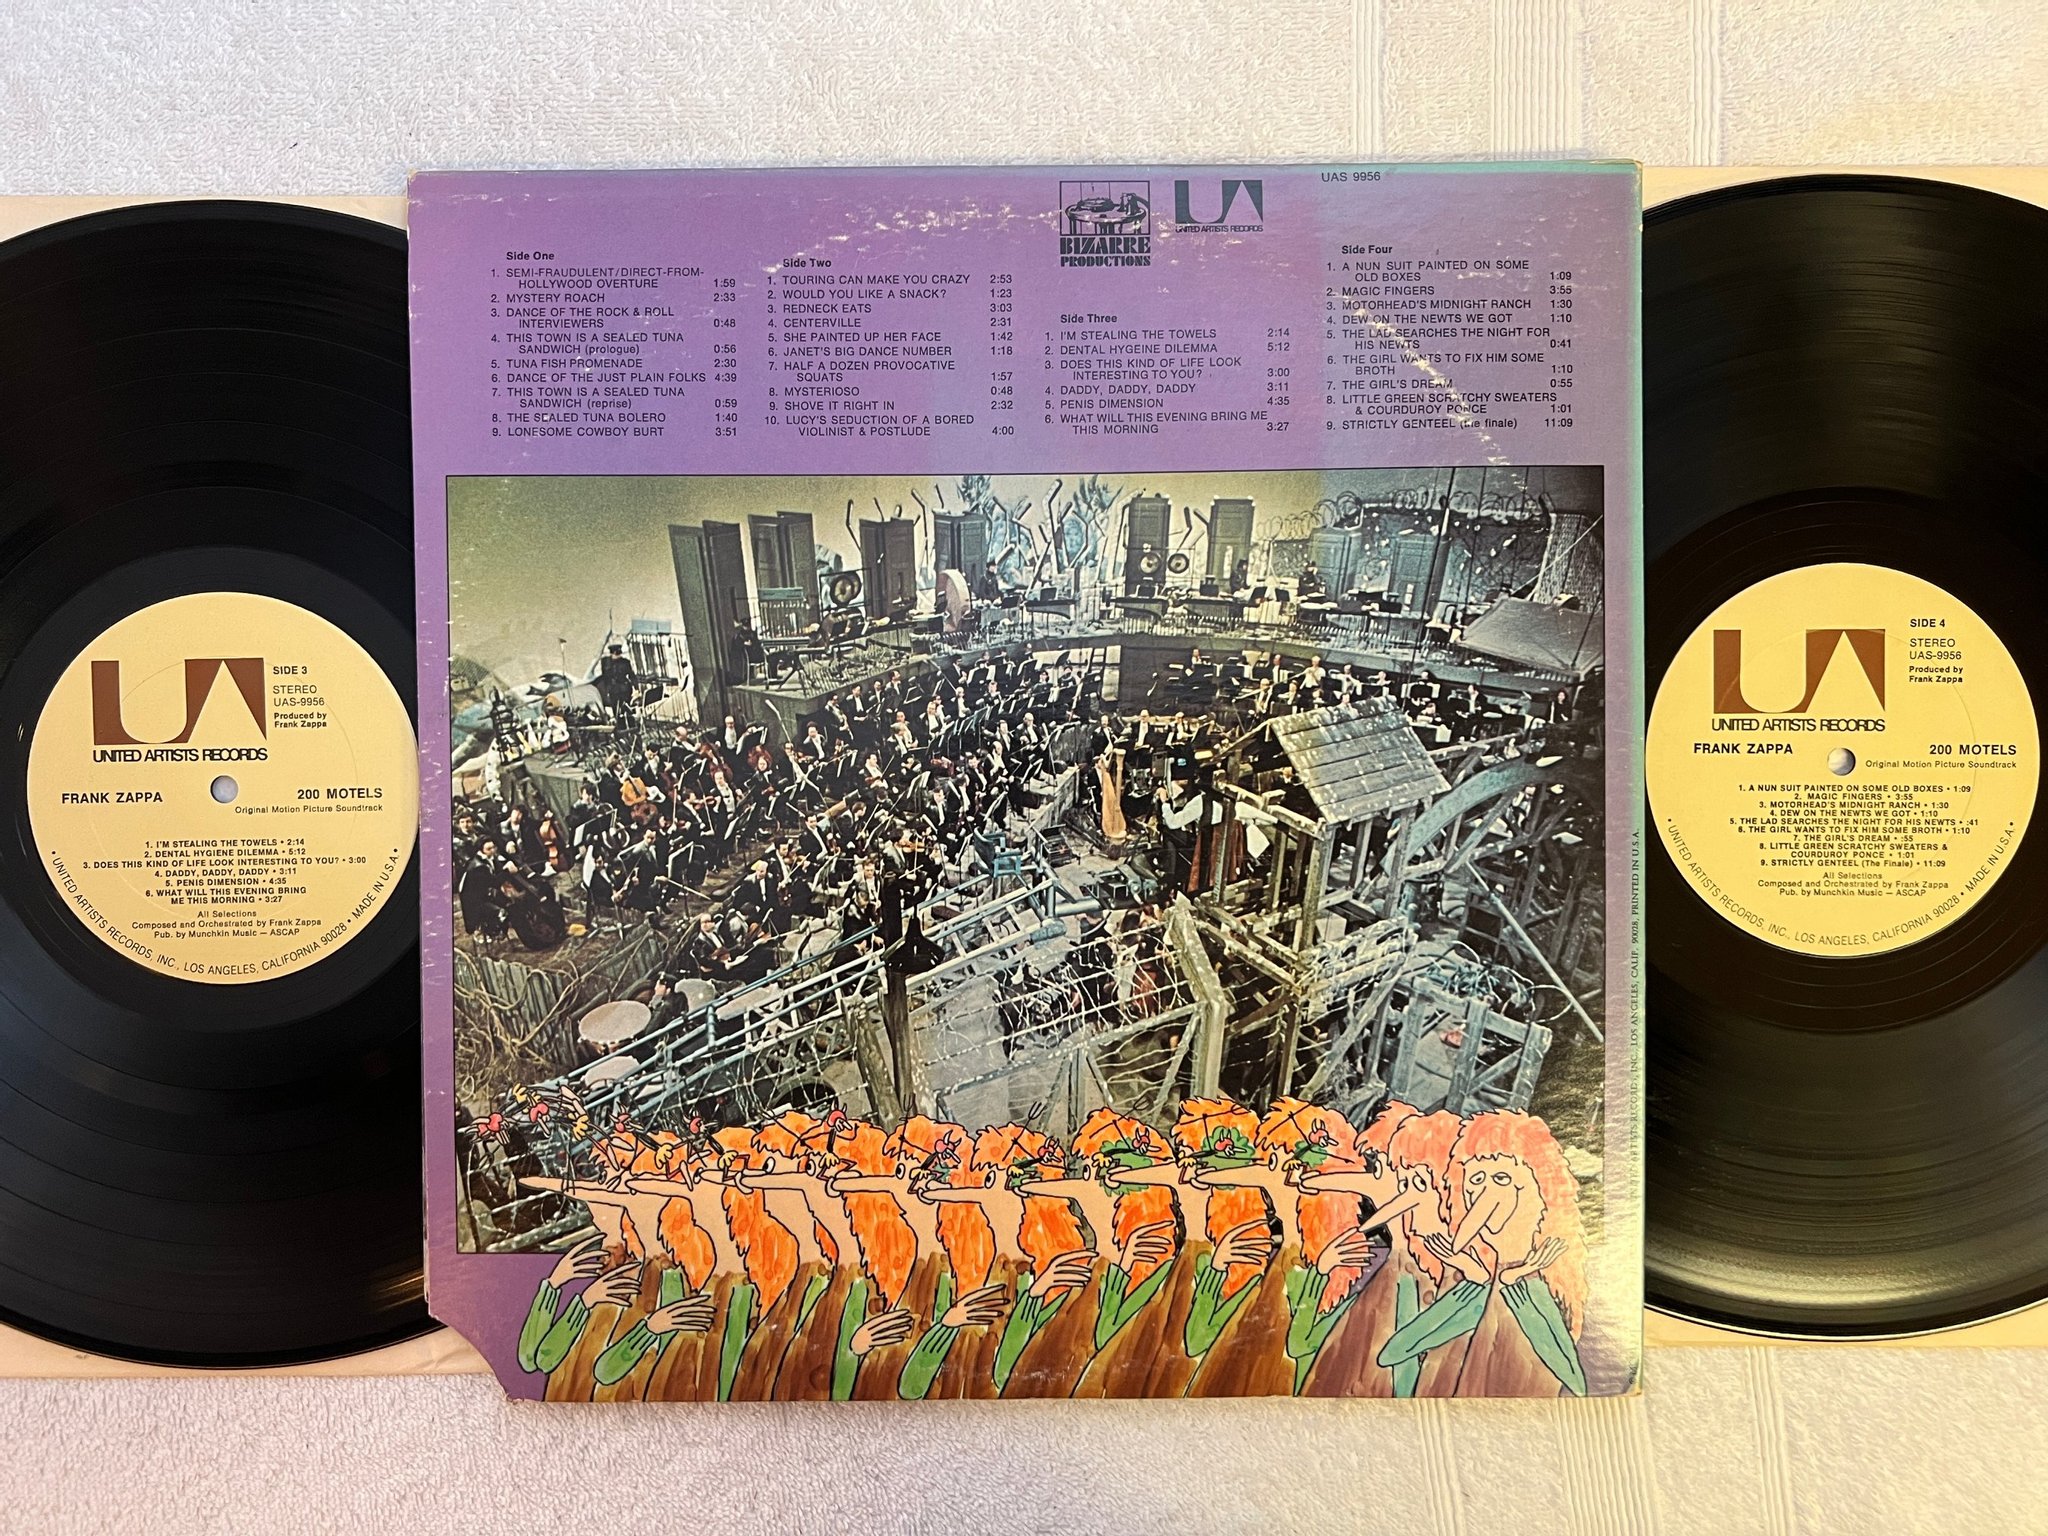 UAS 9956
BIZARRE
PRODUCTIONS
UA
UNITED ARTISTS RECORDS
Side One
1. SEMI-FRAUDULENT/DIRECT-FROM-
HOLLYWOOD OVERTURE 1:59
2. MYSTERY ROACH 2:33
3. DANCE OF THE ROCK & ROLL
INTERVIEWERS 0:48
4. THIS TOWN IS A SEALED TUNA
SANDWICH (prologue) 0:56
5. TUNA FISH PROMENADE 2:30
6. DANCE OF THE JUST PLAIN FOLKS 4:39
7. THIS TOWN IS A SEALED TUNA
SANDWICH (reprise) 0:59
8. THE SEALED TUNA BOLERO 1:40
9. LONESOME COWBOY BURT 3:51
Side Two
1. TOURING CAN MAKE YOU CRAZY 2:53
2. WOULD YOU LIKE A SNACK? 1:23
3. REDNECK EATS 3:03
4. CENTERVILLE 2:31
5. SHE PAINTED UP HER FACE 1:42
6. JANET'S BIG DANCE NUMBER 1:18
7. HALF A DOZEN PROVOCATIVE
SQUATS 1:57
8. MYSTERIOSO 0:48
9. SHOVE IT RIGHT IN 2:32
10. LUCY'S SEDUCTION OF A BORED
VIOLINIST & POSTLUDE 4:00
Side Three
1. I'M STEALING THE TOWELS 2:14
2. DENTAL HYGEINE DILEMMA 5:12
3. DOES THIS KIND OF LIFE LOOK
INTERESTING TO YOU? 3:00
4. DADDY, DADDY, DADDY 3:11
5. PENIS DIMENSION 4:35
6. WHAT WILL THIS EVENING BRING ME
THIS MORNING 3:27
Side Four
1. A NUN SUIT PAINTED ON SOME
OLD BOXES 1:09
2. MAGIC FINGERS 3:55
3. MOTORHEAD'S MIDNIGHT RANCH 1:30
4. DEW ON THE NEWTS WE GOT 1:10
5. THE LAD SEARCHES THE NIGHT FOR
HIS NEWTS 0:41
6. THE GIRL WANTS TO FIX HIM SOME
BROTH 1:10
7. THE GIRL'S DREAM 0:55
8. LITTLE GREEN SCRATCHY SWEATERS
& COURDUROY PONCE 1:01
9. STRICTLY GENTEEL (the finale) 11:09
UNITED ARTISTS RECORDS, INC., LOS ANGELES, CALIF. 90028, PRINTED IN U.S.A.
UA
UNITED ARTISTS RECORDS
SIDE 3
STEREO
UAS-9956
Produced by
Frank Zappa
FRANK ZAPPA
200 MOTELS
Original Motion Picture Soundtrack
1. I'M STEALING THE TOWELS • 2:14
2. DENTAL HYGIENE DILEMMA • 5:12
3. DOES THIS KIND OF LIFE LOOK INTERESTING TO YOU? • 3:00
4. DADDY, DADDY, DADDY • 3:11
5. PENIS DIMENSION • 4:35
6. WHAT WILL THIS EVENING BRING
ME THIS MORNING • 3:27
All Selections
Composed and Orchestrated by Frank Zappa
Pub. by Munchkin Music — ASCAP
• UNITED ARTISTS RECORDS, INC., LOS ANGELES, CALIFORNIA 90028 • MADE IN U.S.A. •
UA
UNITED ARTISTS RECORDS
SIDE 4
STEREO
UAS-9956
Produced by
Frank Zappa
FRANK ZAPPA
200 MOTELS
Original Motion Picture Soundtrack
1. A NUN SUIT PAINTED ON SOME OLD BOXES • 1:09
2. MAGIC FINGERS • 3:55
3. MOTORHEAD'S MIDNIGHT RANCH • 1:30
4. DEW ON THE NEWTS WE GOT • 1:10
5. THE LAD SEARCHES THE NIGHT FOR HIS NEWTS • :41
6. THE GIRL WANTS TO FIX HIM SOME BROTH • 1:10
7. THE GIRL'S DREAM • :55
8. LITTLE GREEN SCRATCHY SWEATERS &
COURDUROY PONCE • 1:01
9. STRICTLY GENTEEL (The Finale) • 11:09
All Selections
Composed and Orchestrated by Frank Zappa
Pub. by Munchkin Music — ASCAP
• UNITED ARTISTS RECORDS, INC., LOS ANGELES, CALIFORNIA 90028 • MADE IN U.S.A. •